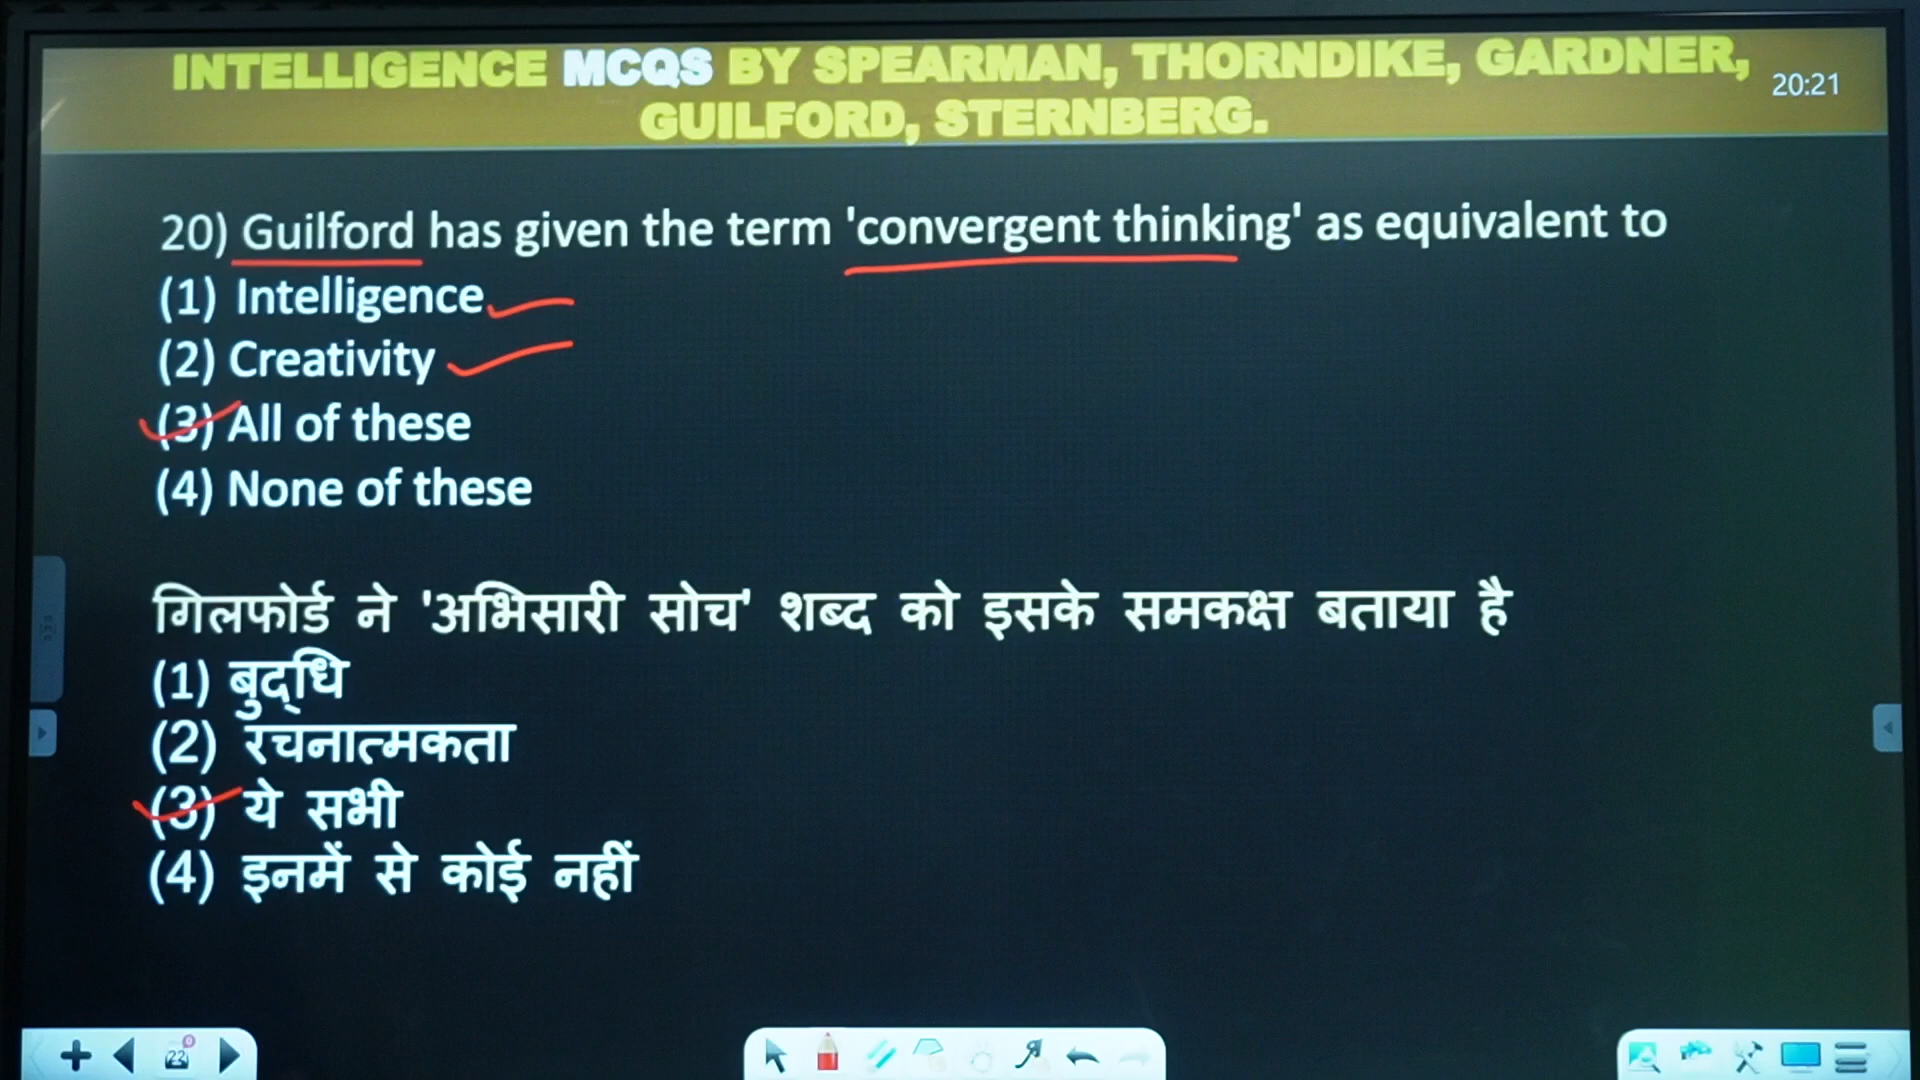 INTELLIGENCE MCQS BY SPEARMAN, THORNDIKE, GARDNER,
GUILFORD, STERNBERG.
20:21
20) Guilford has given the term 'convergent thinking' as equivalent to
(1) Intelligence
(2) Creativity
(3) All of these
(4) None of these
गिलफोर्ड ने 'अभिसारी सोच' शब्द को इसके समकक्ष बताया है
(1) बुद्धि
(2) रचनात्मकता
(3) ये सभी
(4) इनमें से कोई नहीं
22
0